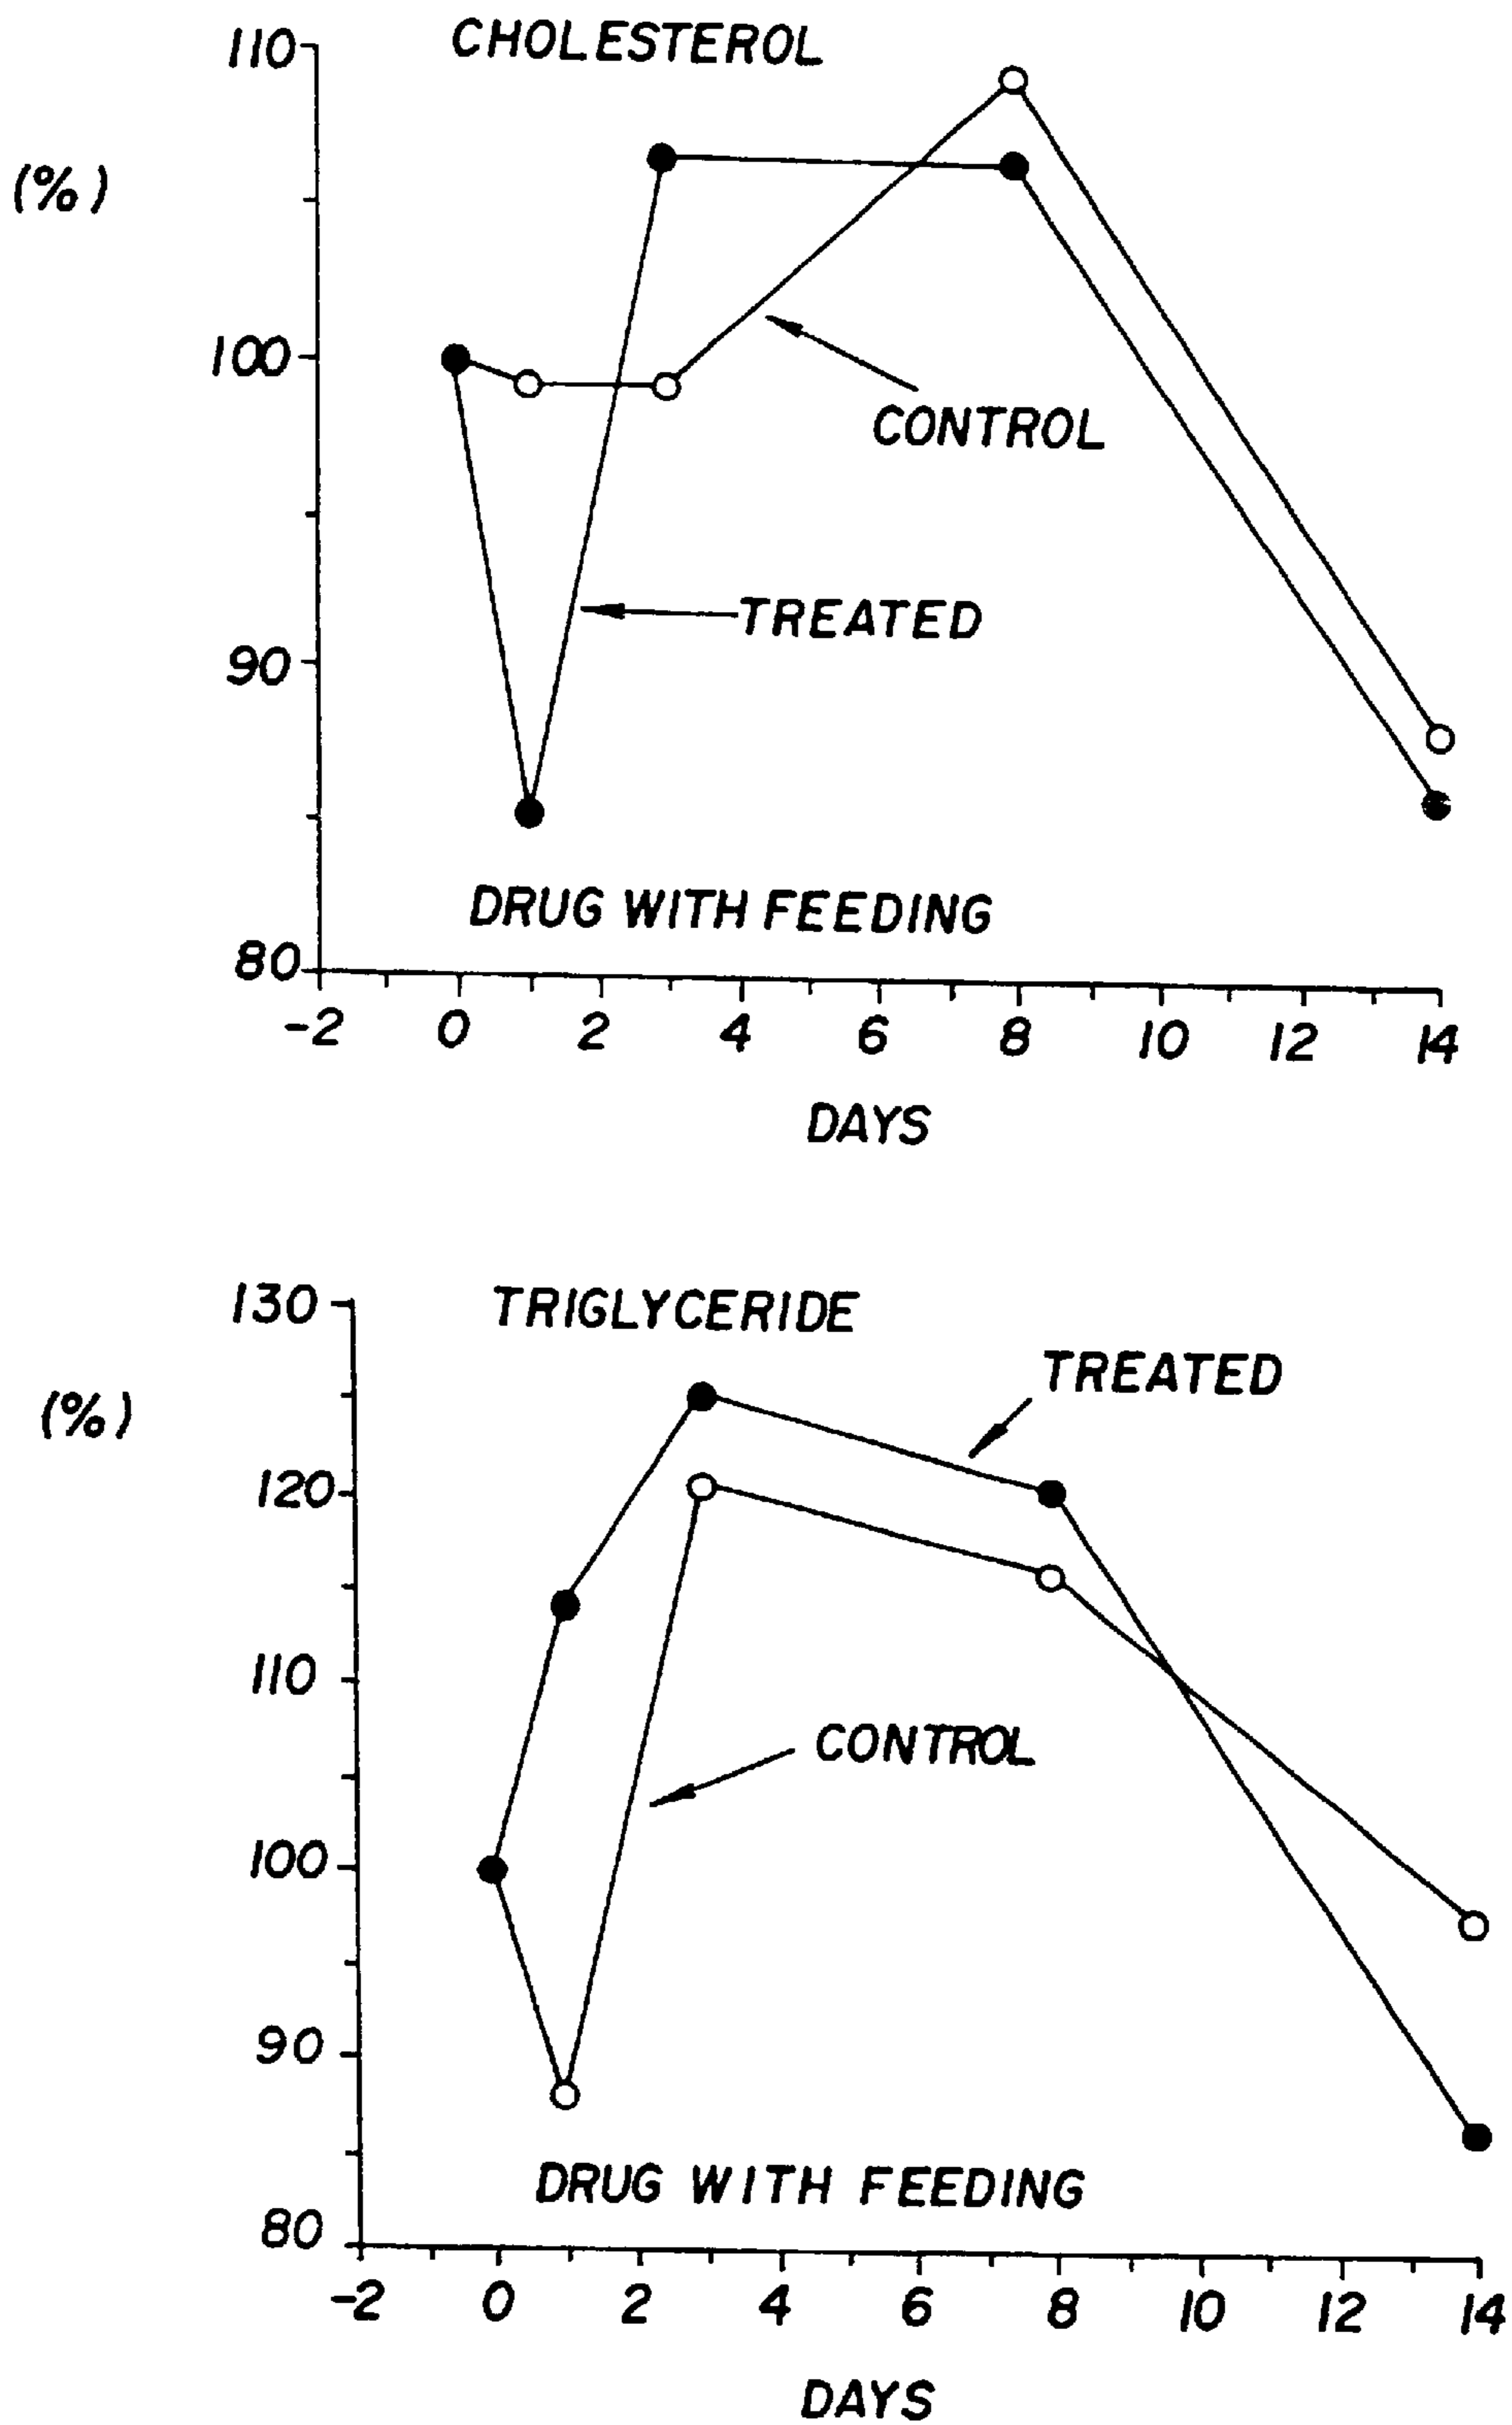 CHOLESTEROL
110
(%)
100
CONTROL
TREATED
90
DRUG WITH FEEDING
80
-2 0 2 4 6 8 10 12 14
DAYS
TRIGLYCERIDE
130
TREATED
(%)
120
110
CONTROL
100
90
DRUG WITH FEEDING
80
-2 0 2 4 6 8 10 12 14
DAYS